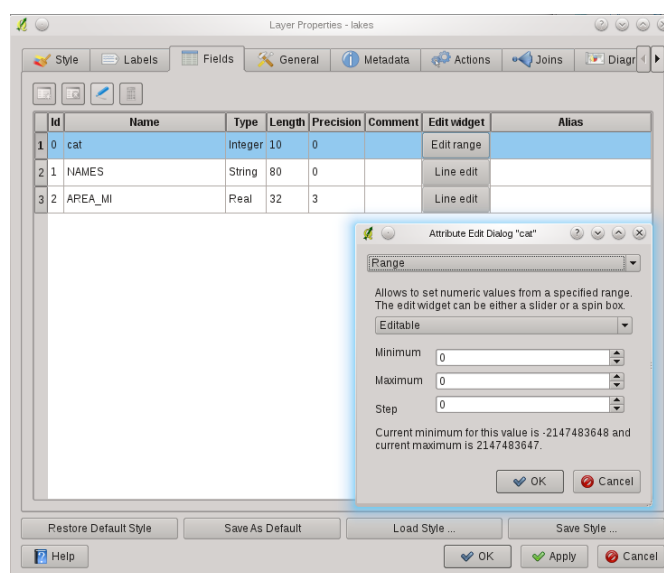 Layer Properties - lakes
Style Labels Fields General Metadata Actions Joins Diagr
Id Name Type Length Precision Comment Edit widget Alias
1 0 cat Integer 10 0 Edit range
2 1 NAMES String 80 0 Line edit
3 2 AREA_MI Real 32 3 Line edit
Attribute Edit Dialog "cat"
Range
Allows to set numeric values from a specified range.
The edit widget can be either a slider or a spin box.
Editable
Minimum 0
Maximum 0
Step 0
Current minimum for this value is -2147483648 and
current maximum is 2147483647.
OK Cancel
Restore Default Style Save As Default Load Style ... Save Style ...
Help OK Apply Cancel